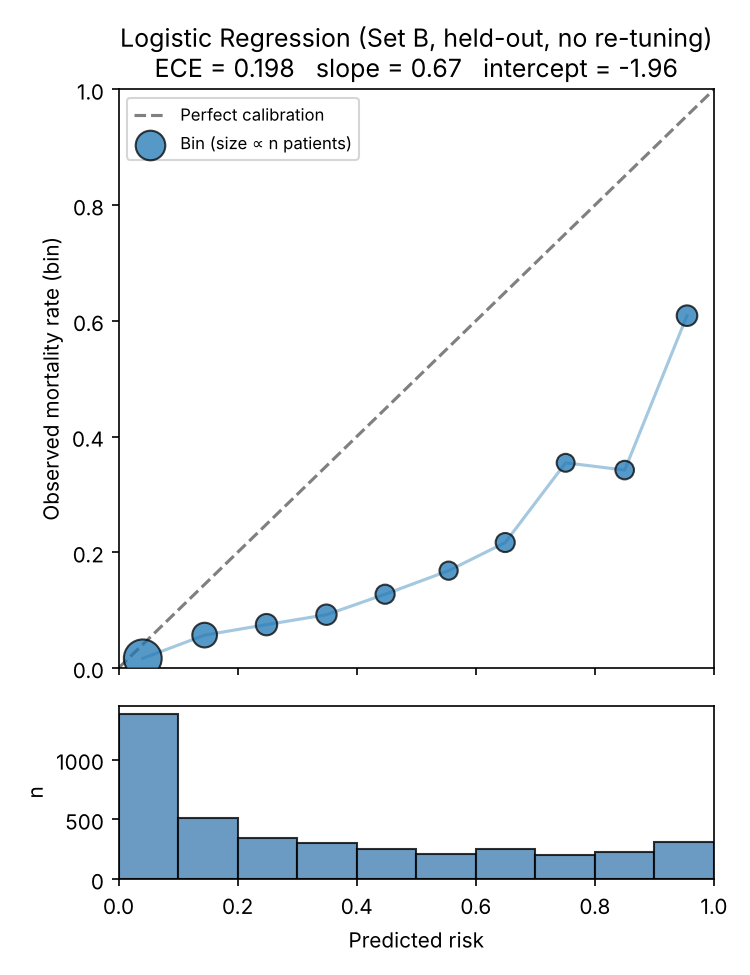 Logistic Regression (Set B, held-out, no re-tuning)
ECE = 0.198   slope = 0.67   intercept = -1.96
Perfect calibration
Bin (size ∝ n patients)
Observed mortality rate (bin)
1.0
0.8
0.6
0.4
0.2
0.0
n
1000
500
0
0.0 0.2 0.4 0.6 0.8 1.0
Predicted risk